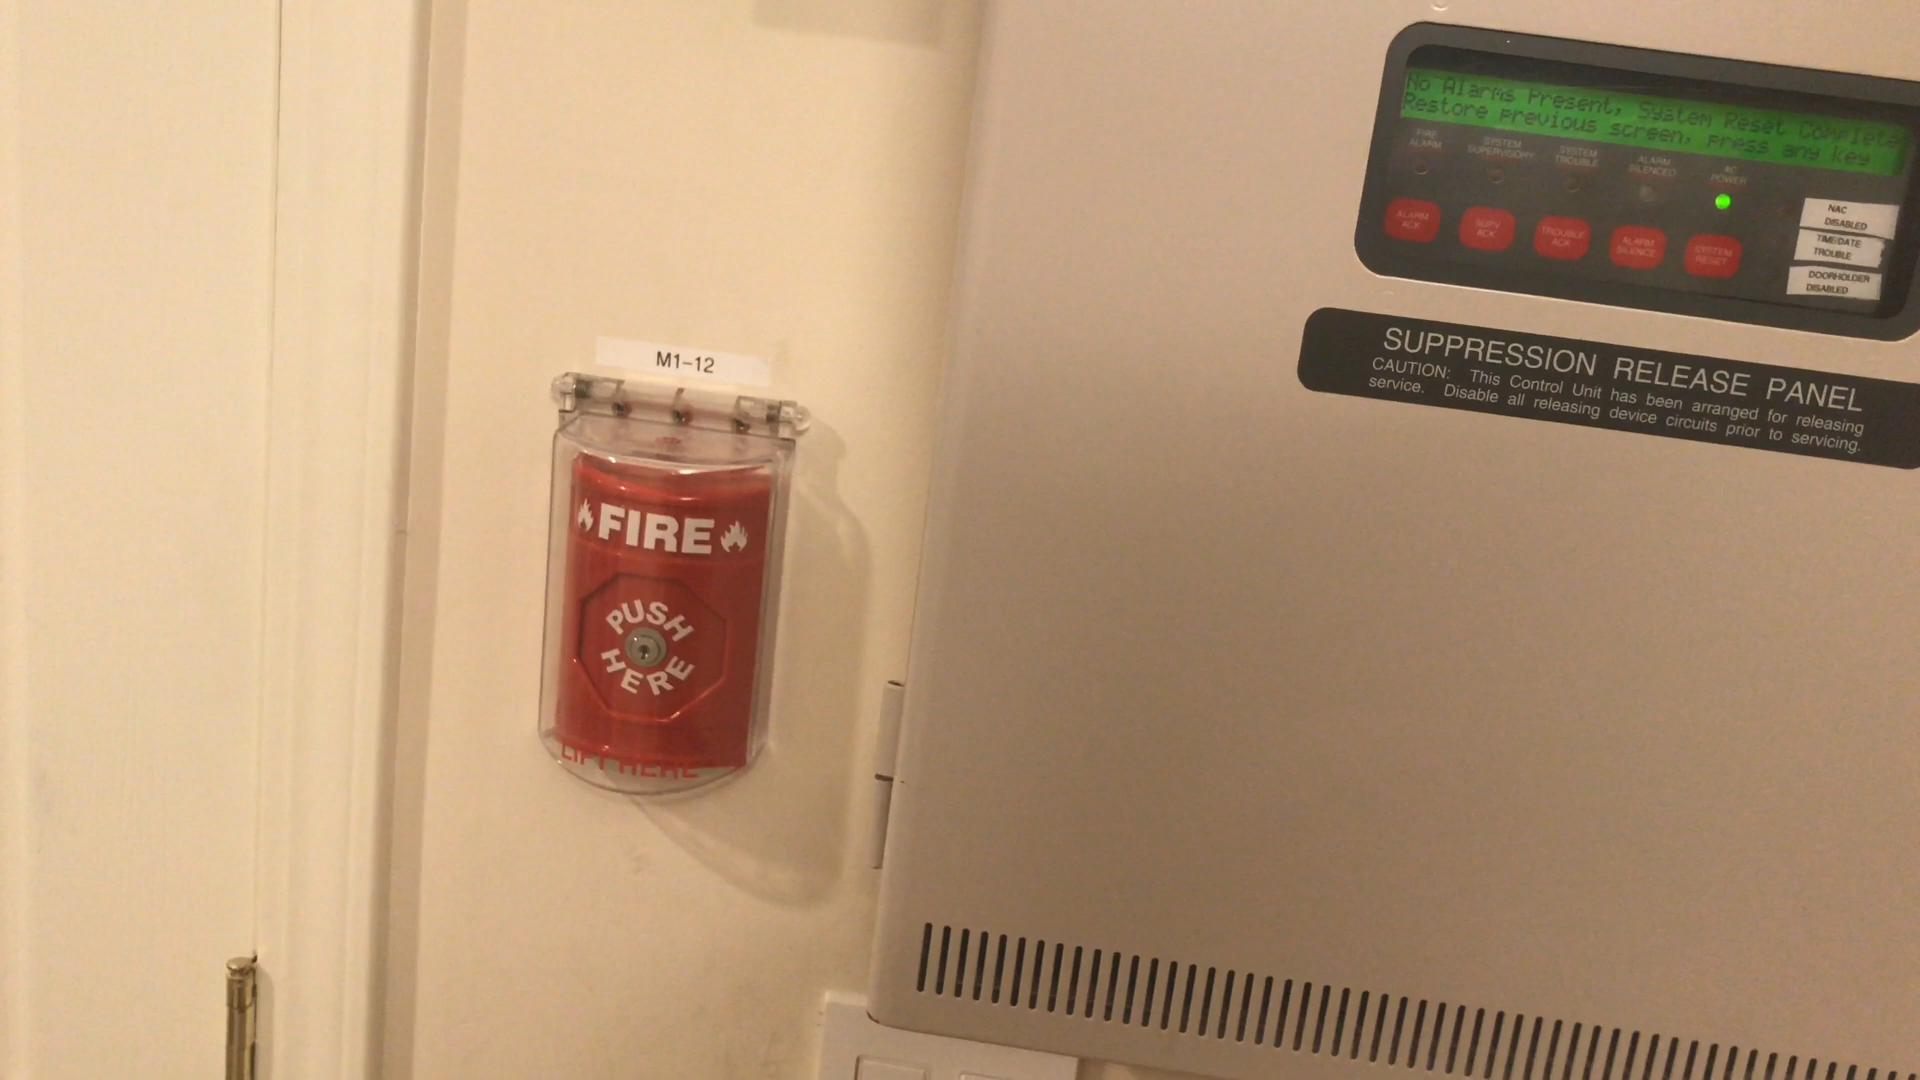 M1-12
FIRE
PUSH
HERE
LIFT HERE
No Alarms Present, System Reset Complete
Restore previous screen, press any key
FIRE ALARM
SYSTEM SUPERVISORY
SYSTEM TROUBLE
ALARM SILENCED
AC POWER
ALARM ACK
SUPV ACK
TROUBLE ACK
ALARM SILENCE
SYSTEM RESET
NAC
DISABLED
TIME/DATE
TROUBLE
DOORHOLDER
DISABLED
SUPPRESSION RELEASE PANEL
CAUTION: This Control Unit has been arranged for releasing
service. Disable all releasing device circuits prior to servicing.